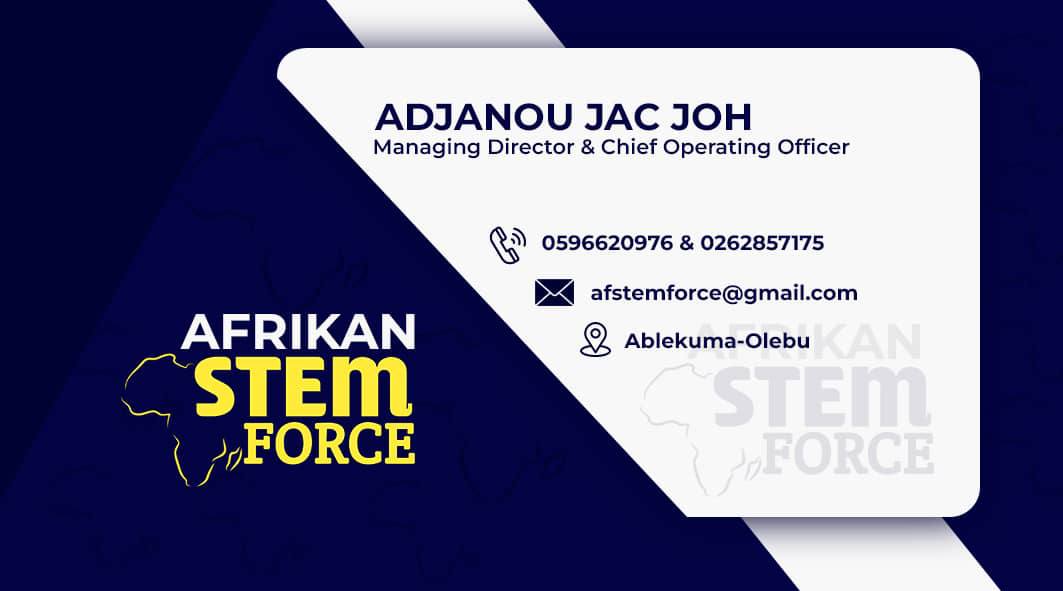 ADJANOU JAC JOH
Managing Director & Chief Operating Officer
0596620976 & 0262857175
afstemforce@gmail.com
Ablekuma-Olebu
AFRIKAN
STEm
FORCE
AFRIKAN
STEm
FORCE